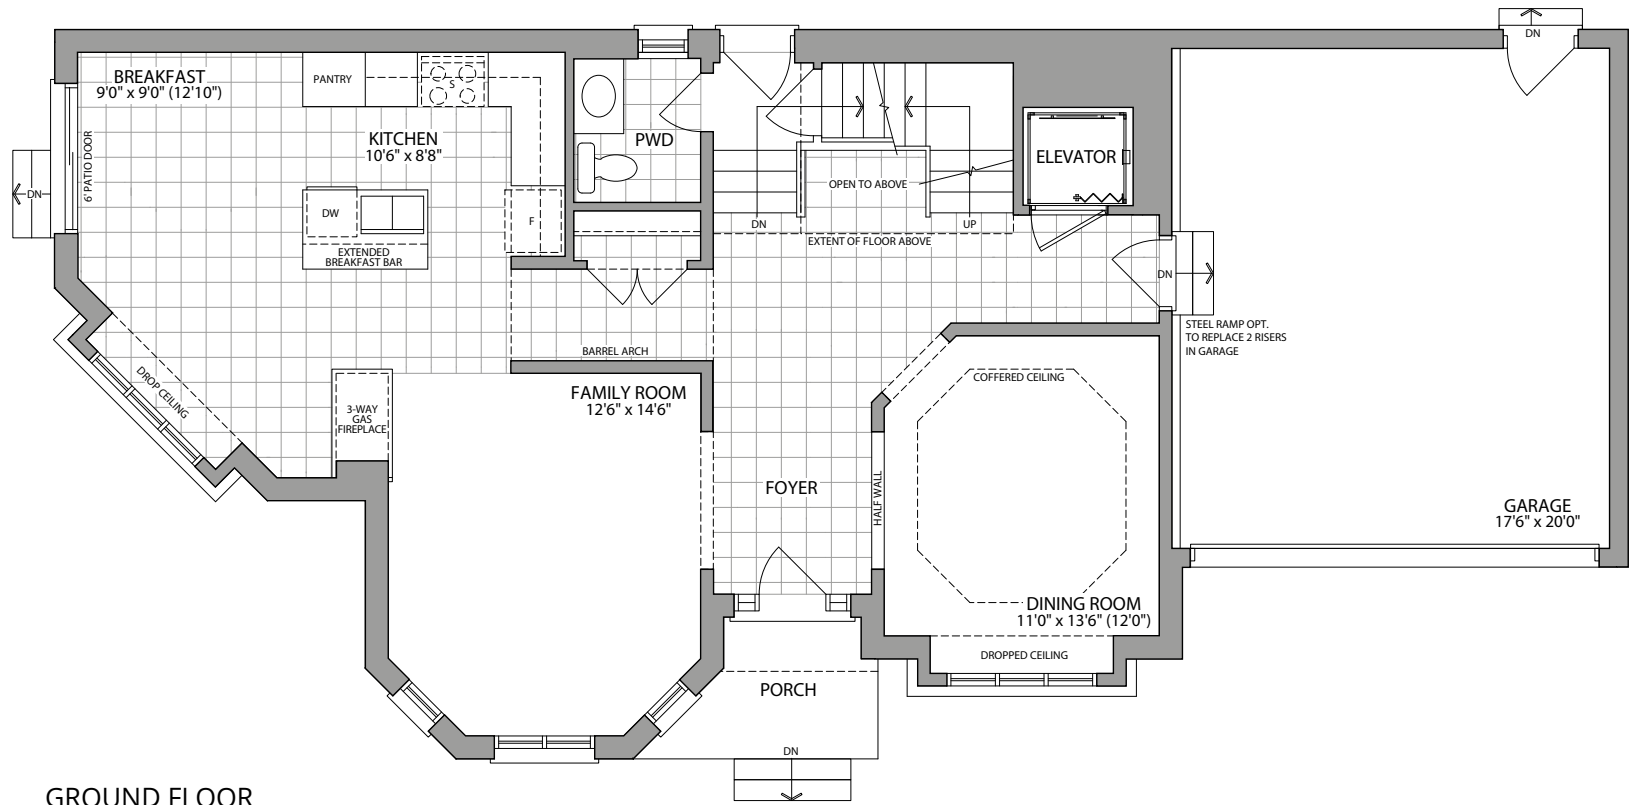 DN
BREAKFAST
9'0" x 9'0" (12'10")
PANTRY
S
KITCHEN
10'6" x 8'8"
6' PATIO DOOR
DN
DW
EXTENDED
BREAKFAST BAR
F
PWD
OPEN TO ABOVE
DN
UP
EXTENT OF FLOOR ABOVE
ELEVATOR
DN
STEEL RAMP OPT.
TO REPLACE 2 RISERS
IN GARAGE
BARREL ARCH
DROP CEILING
3-WAY
GAS
FIREPLACE
FAMILY ROOM
12'6" x 14'6"
FOYER
HALF WALL
COFFERED CEILING
DINING ROOM
11'0" x 13'6" (12'0")
DROPPED CEILING
GARAGE
17'6" x 20'0"
PORCH
DN
GROUND FLOOR